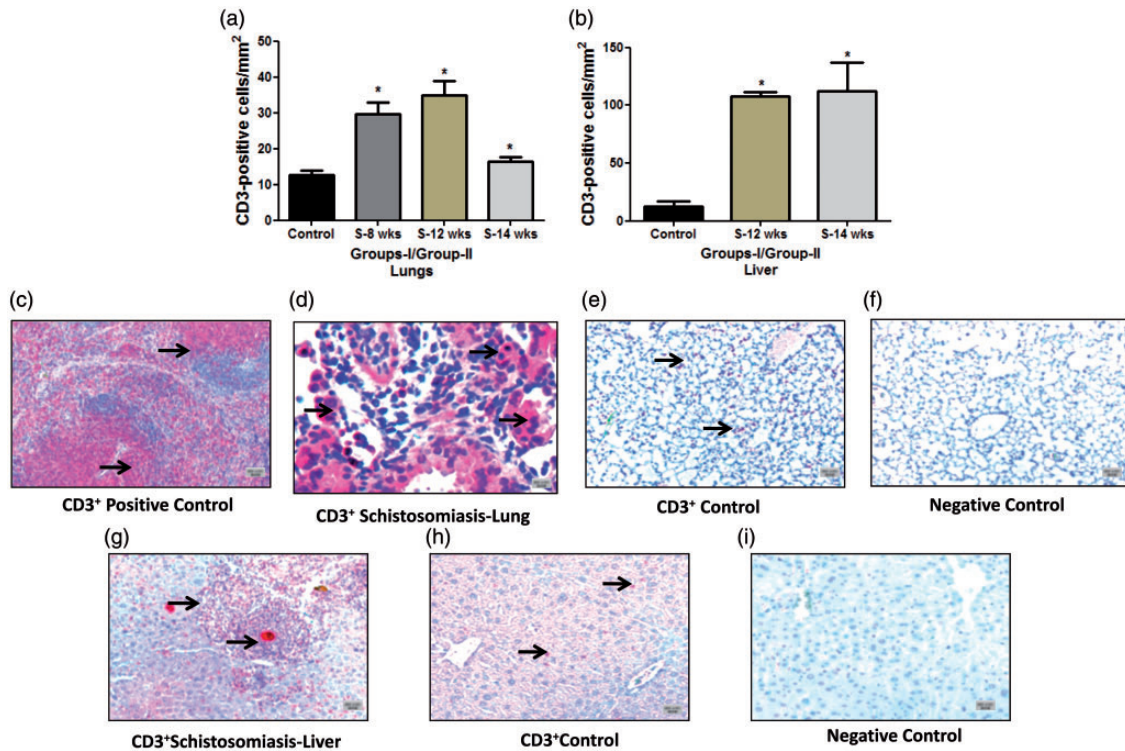 (a)
CD3-positive cells/mm²
50
40
30
20
10
0
*
*
*
Control S-8 wks S-12 wks S-14 wks
Groups-I/Group-II
Lungs
(b)
CD3-positive cells/mm²
150
100
50
0
*
*
Control S-12 wks S-14 wks
Groups-I/Group-II
Liver
(c)
CD3⁺ Positive Control
(d)
CD3⁺ Schistosomiasis-Lung
(e)
CD3⁺ Control
(f)
Negative Control
(g)
CD3⁺Schistosomiasis-Liver
(h)
CD3⁺Control
(i)
Negative Control